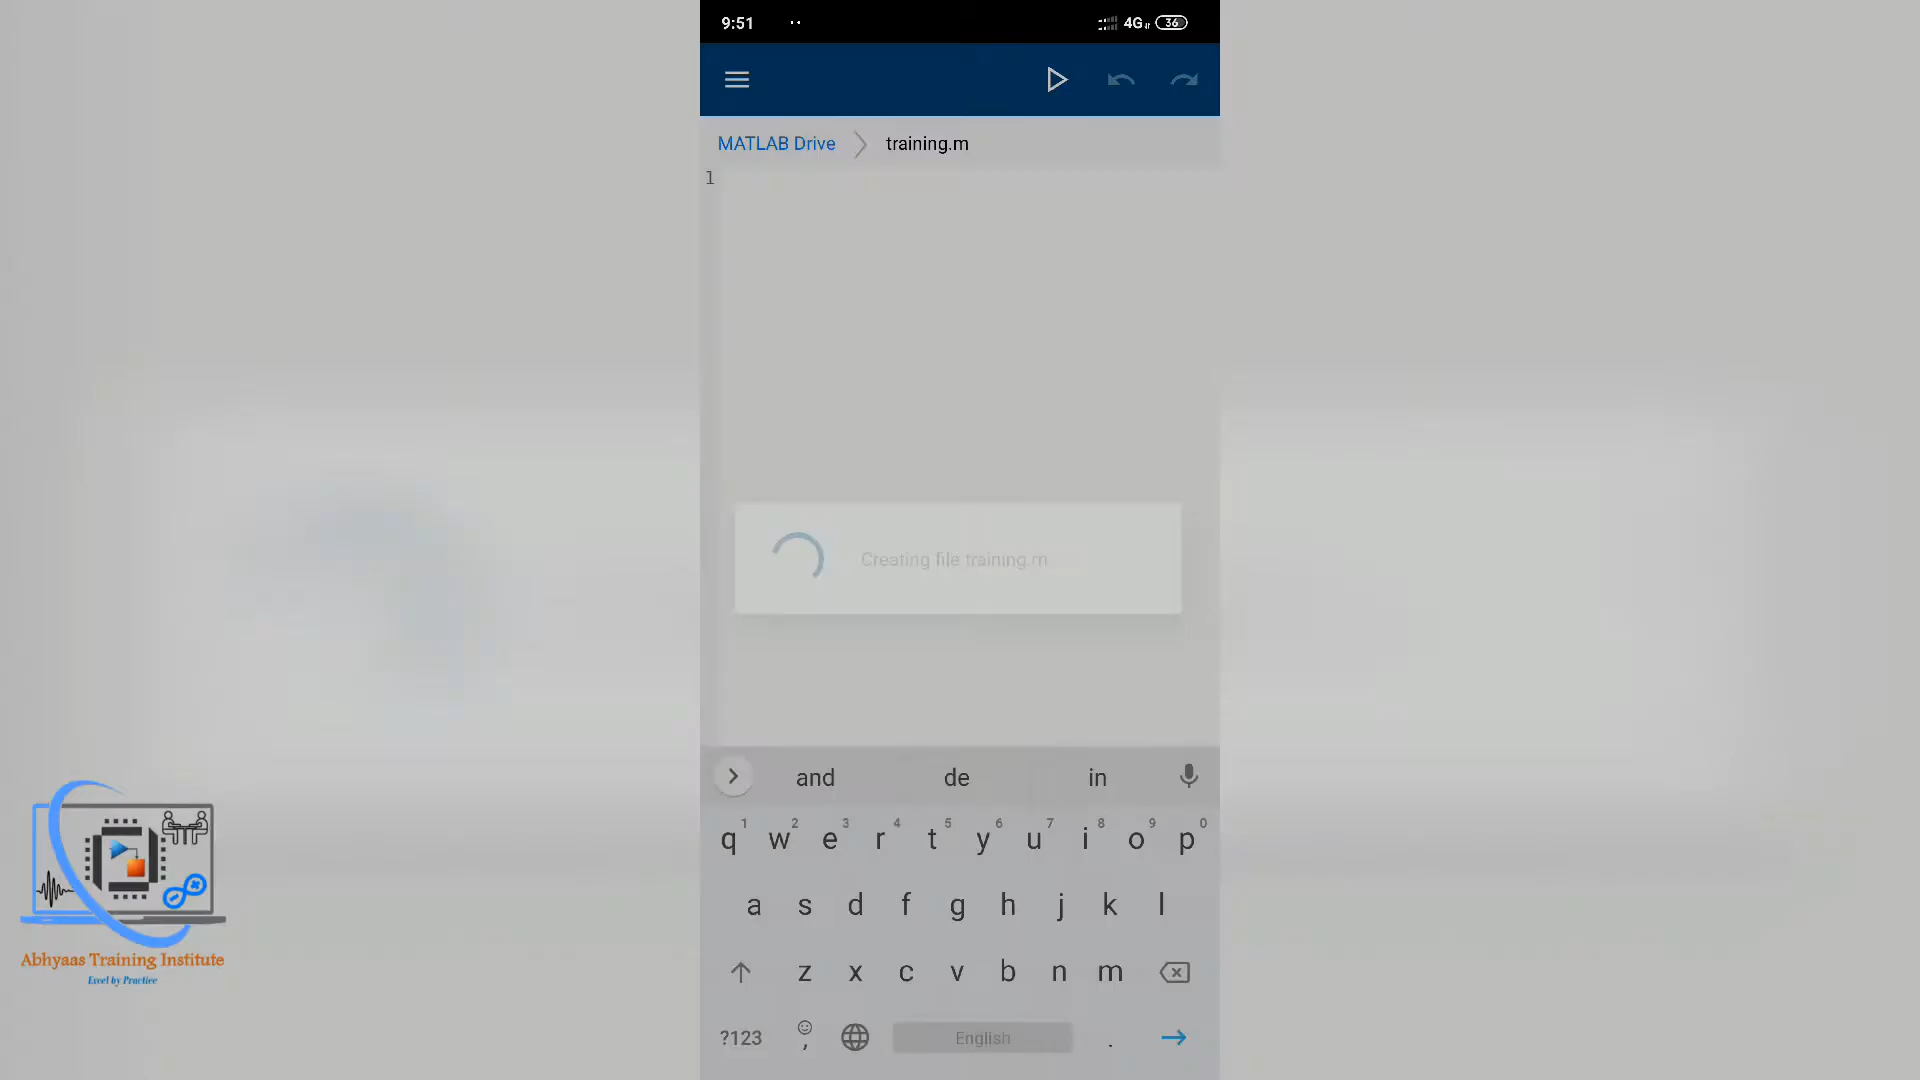 9:51
4G
36
MATLAB Drive
training.m
1
Creating file training.m
and de in
1 2 3 4 5 6 7 8 9 0
q w e r t y u i o p
a s d f g h j k l
z x c v b n m
?123 , English .
Abhyaas Training Institute
Excel by Practice